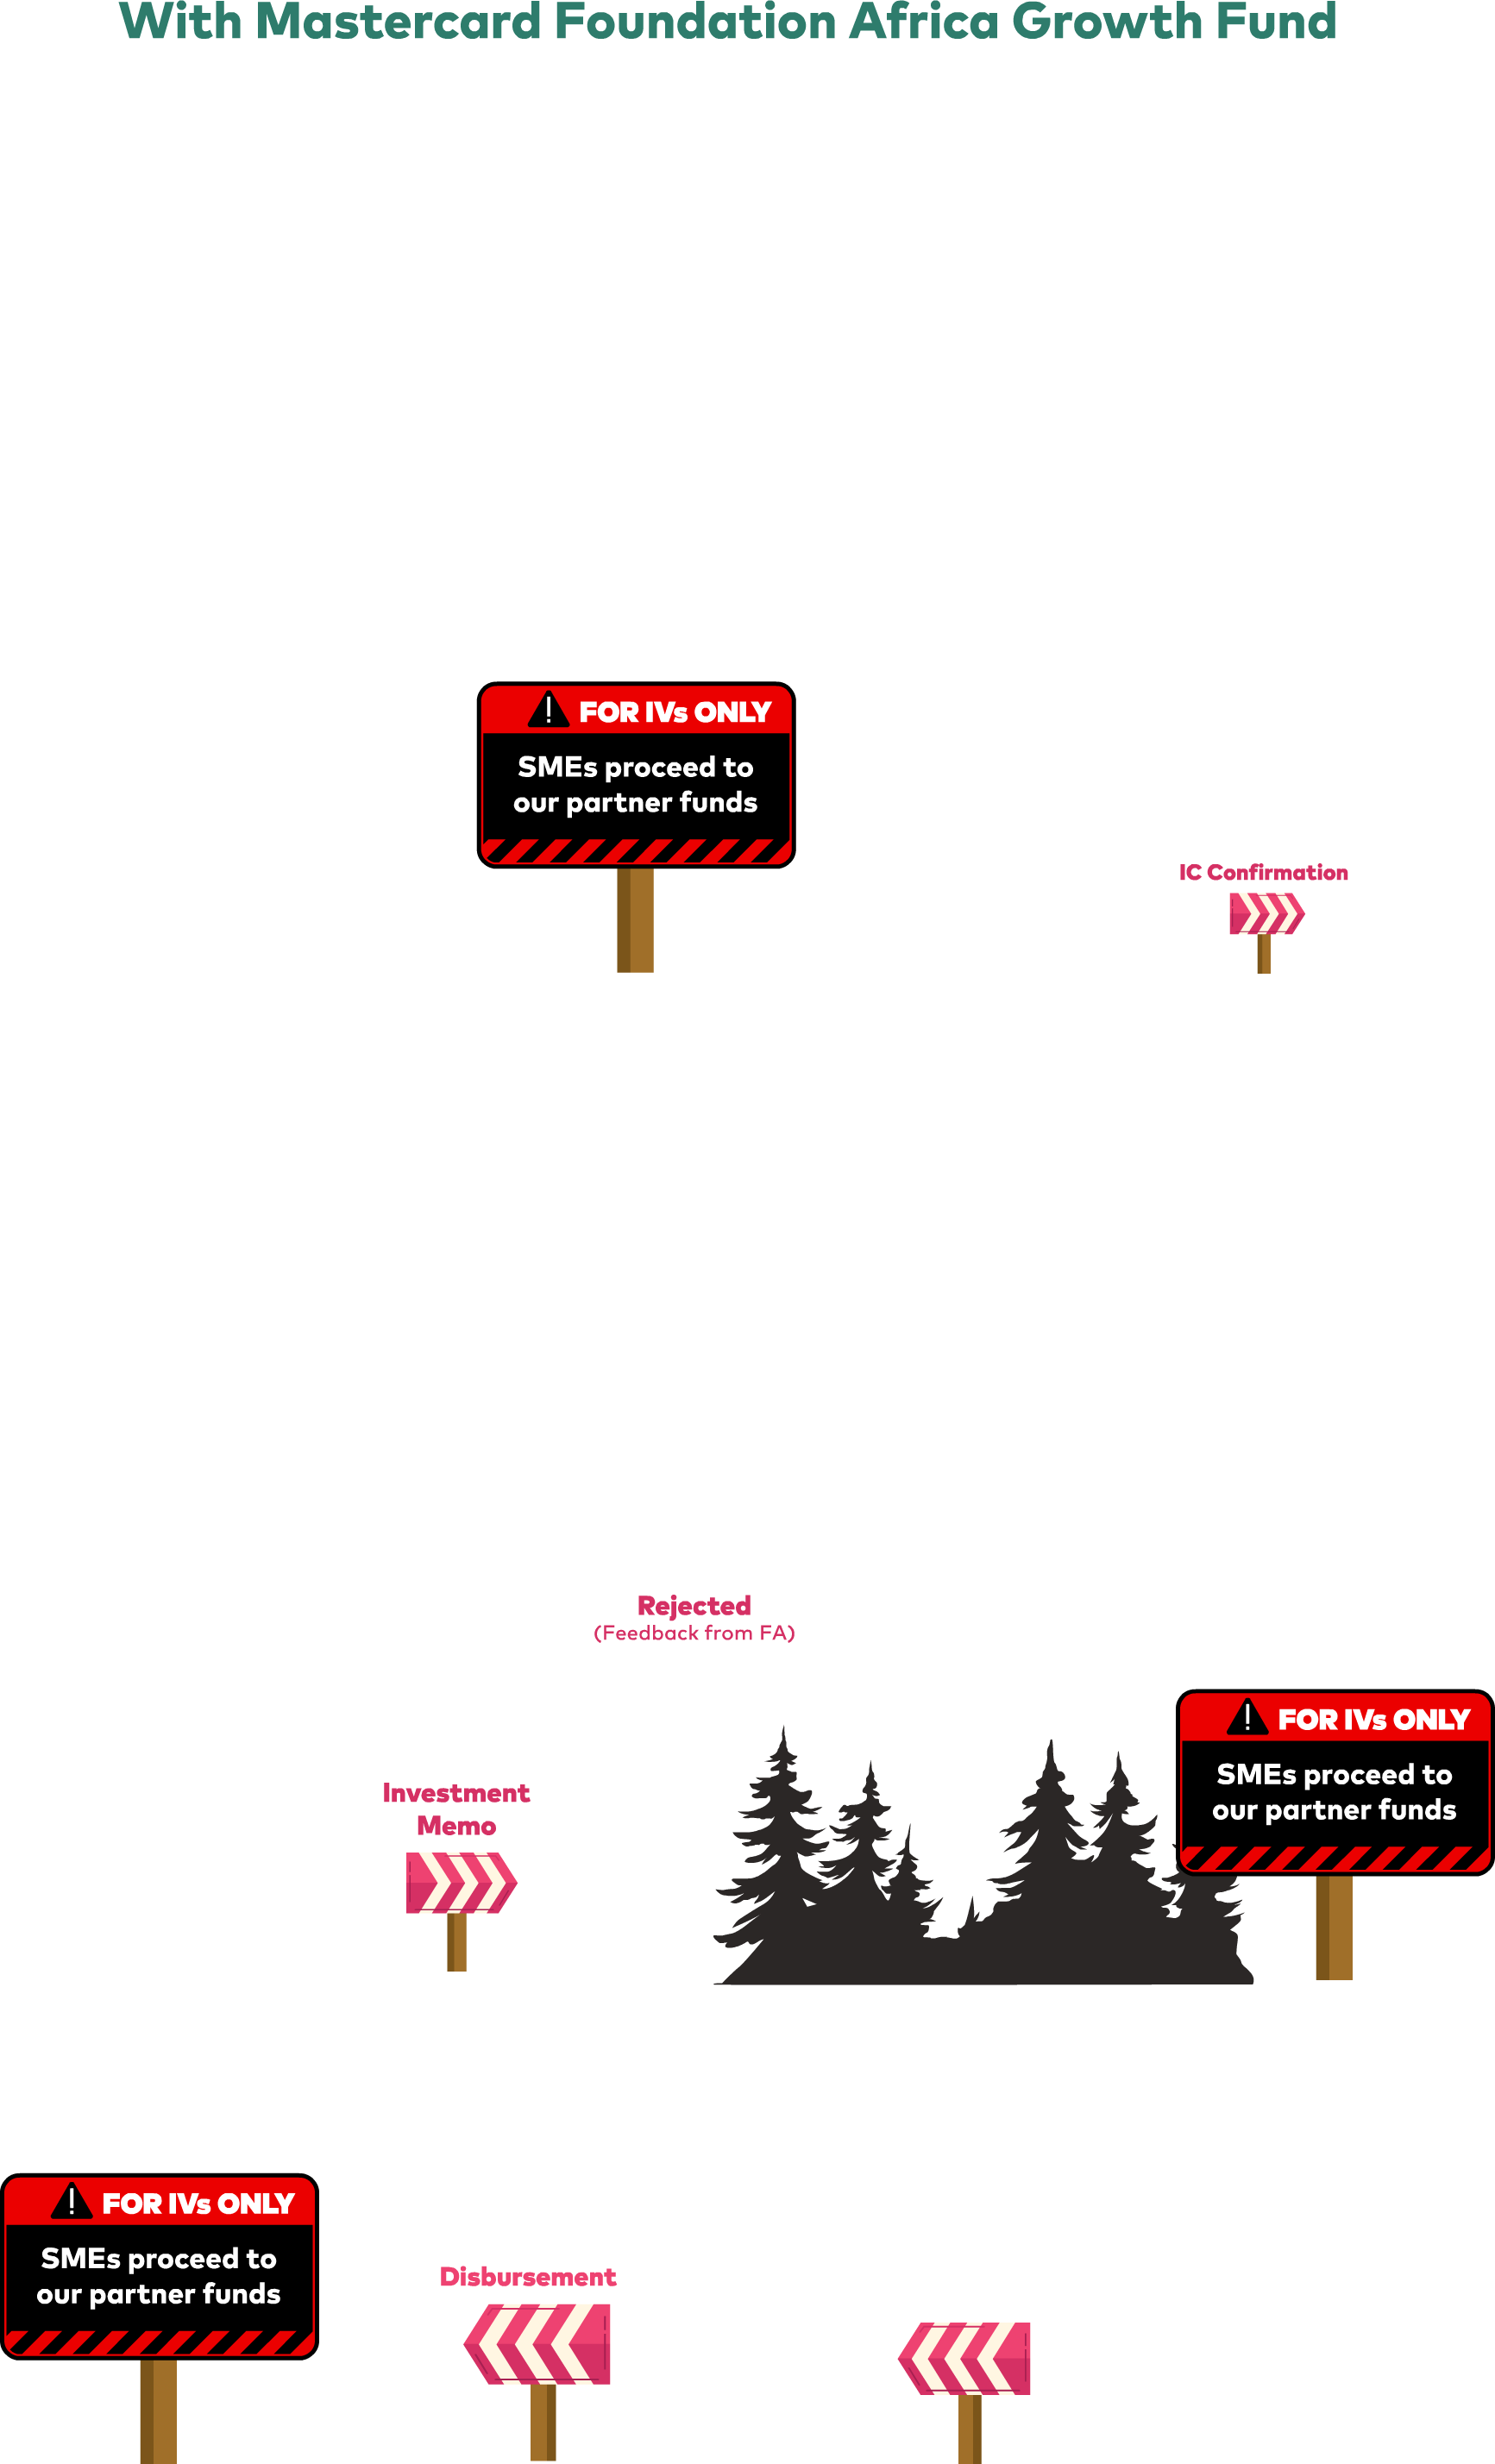 With Mastercard Foundation Africa Growth Fund
FOR IVs ONLY
SMEs proceed to
our partner funds
IC Confirmation
Rejected
(Feedback from FA)
FOR IVs ONLY
SMEs proceed to
our partner funds
Investment
Memo
FOR IVs ONLY
SMEs proceed to
our partner funds
Disbursement